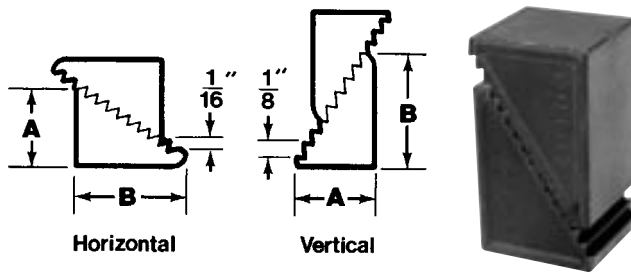 1/16″
1/8″
A
B
B
A
Horizontal
Vertical